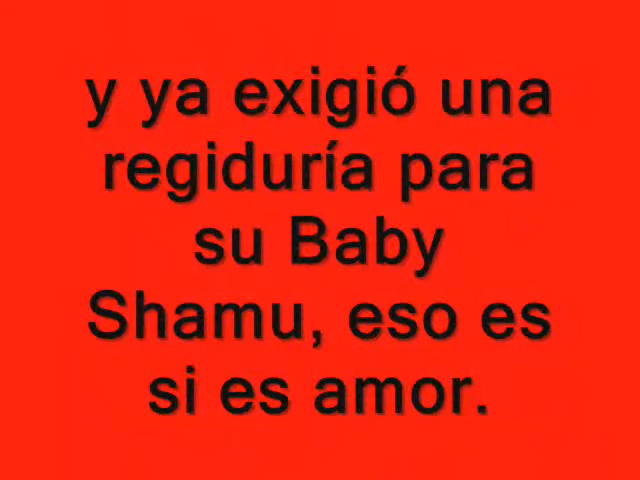 y ya exigió una
regiduría para
su Baby
Shamu, eso es
si es amor.